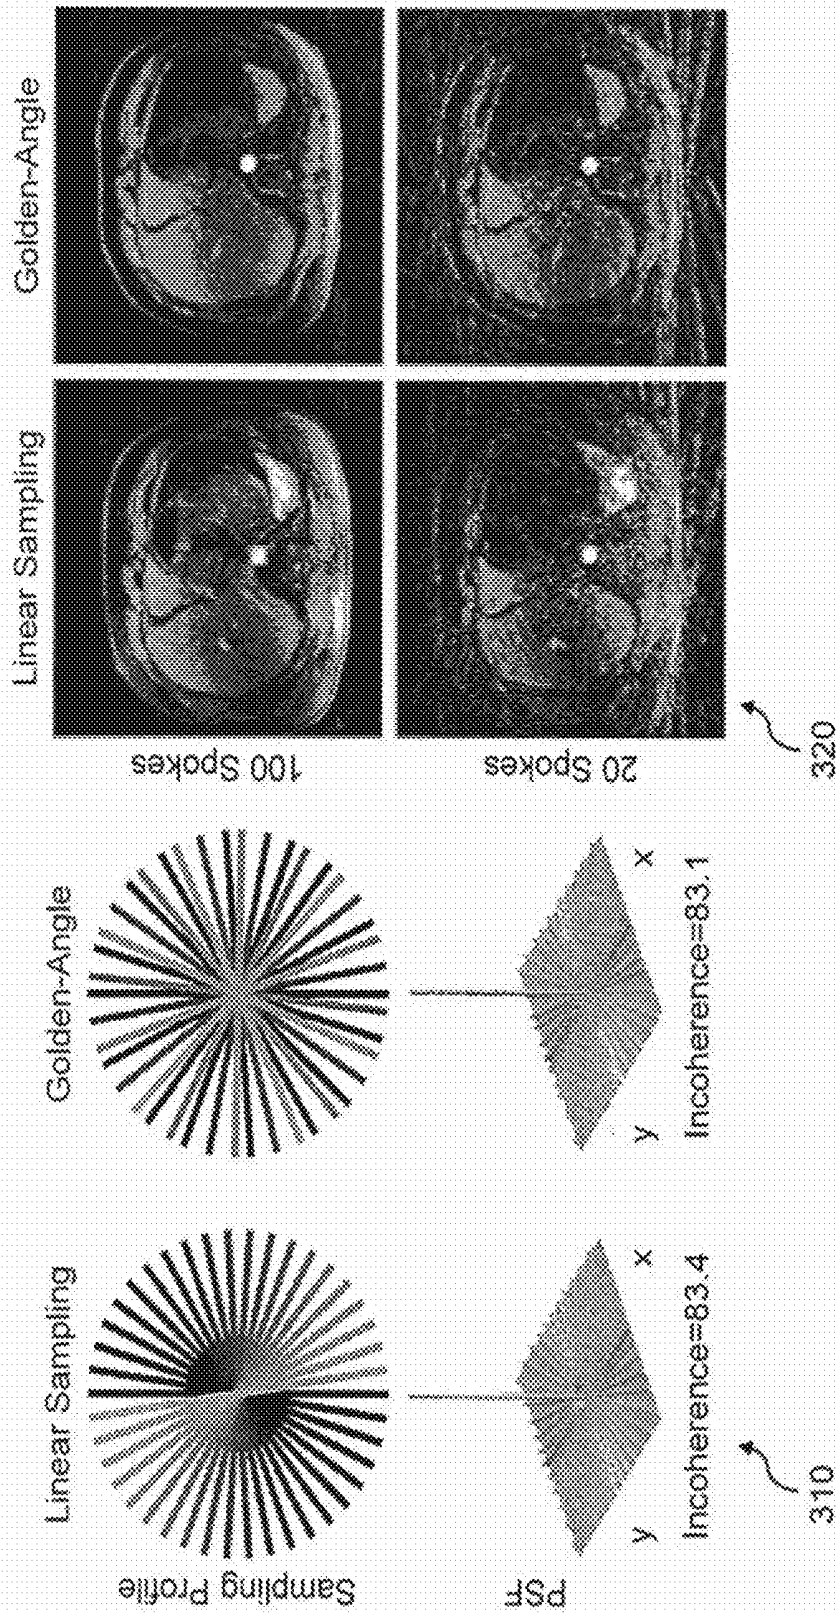 Linear Sampling
Golden-Angle
Sampling Profile
PSF
y
x
Incoherence=83.4
y
x
Incoherence=83.1
310
Linear Sampling
Golden-Angle
100 Spokes
20 Spokes
320